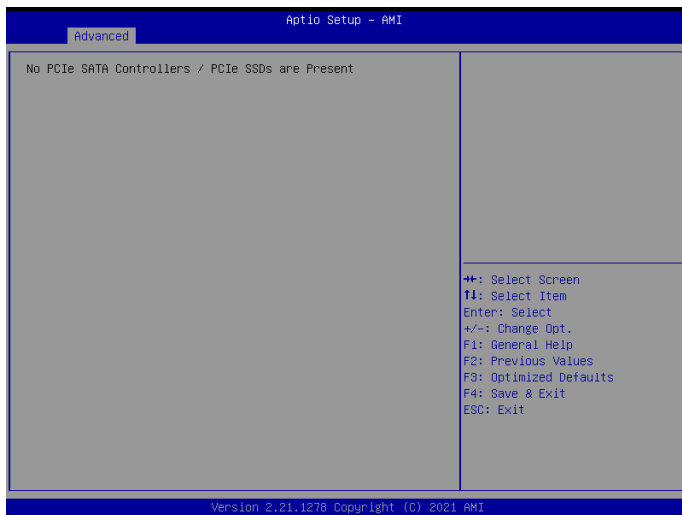 Aptio Setup – AMI
Advanced
No PCIe SATA Controllers / PCIe SSDs are Present
→←: Select Screen
↑↓: Select Item
Enter: Select
+/-: Change Opt.
F1: General Help
F2: Previous Values
F3: Optimized Defaults
F4: Save & Exit
ESC: Exit
Version 2.21.1278 Copyright (C) 2021 AMI